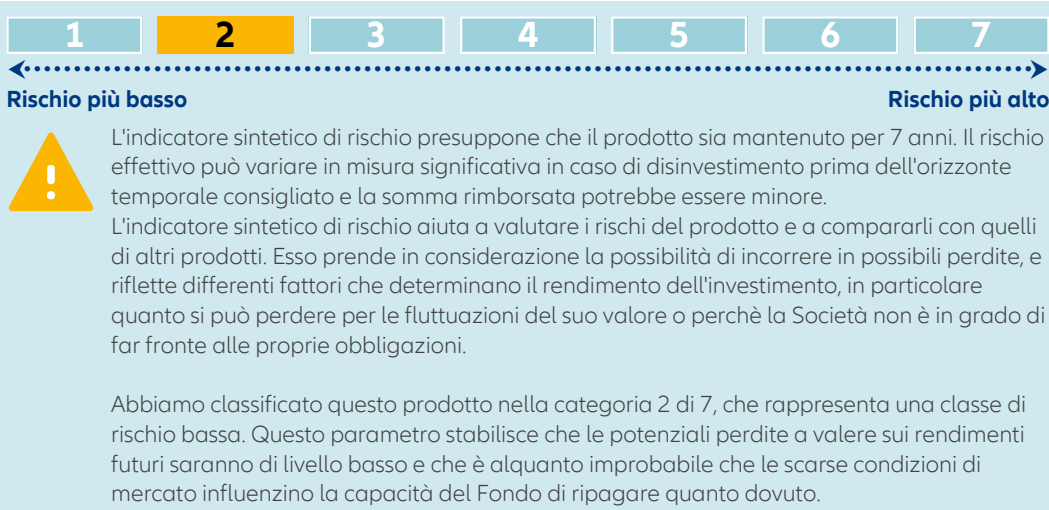 1 2 3 4 5 6 7
Rischio più basso Rischio più alto
L'indicatore sintetico di rischio presuppone che il prodotto sia mantenuto per 7 anni. Il rischio
effettivo può variare in misura significativa in caso di disinvestimento prima dell'orizzonte
temporale consigliato e la somma rimborsata potrebbe essere minore.
L'indicatore sintetico di rischio aiuta a valutare i rischi del prodotto e a compararli con quelli
di altri prodotti. Esso prende in considerazione la possibilità di incorrere in possibili perdite, e
riflette differenti fattori che determinano il rendimento dell'investimento, in particolare
quanto si può perdere per le fluttuazioni del suo valore o perchè la Società non è in grado di
far fronte alle proprie obbligazioni.
Abbiamo classificato questo prodotto nella categoria 2 di 7, che rappresenta una classe di
rischio bassa. Questo parametro stabilisce che le potenziali perdite a valere sui rendimenti
futuri saranno di livello basso e che è alquanto improbabile che le scarse condizioni di
mercato influenzino la capacità del Fondo di ripagare quanto dovuto.